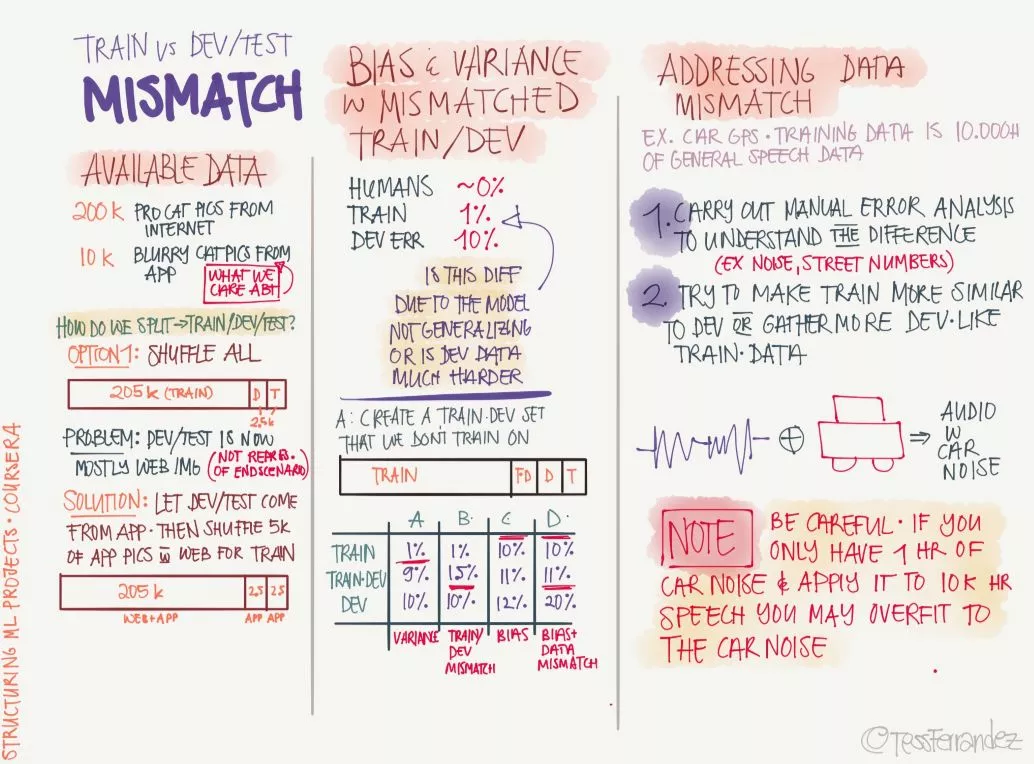 TRAIN vs DEV/TEST
MISMATCH
AVAILABLE DATA
200 k PRO CAT PICS FROM
INTERNET
10 k BLURRY CAT PICS FROM
APP
WHAT WE
CARE ABT
HOW DO WE SPLIT → TRAIN/DEV/TEST?
OPTION 1: SHUFFLE ALL
205 k (TRAIN) D T
2.5k
PROBLEM: DEV/TEST IS NOW
MOSTLY WEB IMG (NOT REPRES.
OF END SCENARIO)
SOLUTION: LET DEV/TEST COME
FROM APP. THEN SHUFFLE 5K
OF APP PICS w WEB FOR TRAIN
205 k 2.5 2.5
WEB+APP APP APP
BIAS & VARIANCE
W MISMATCHED
TRAIN/DEV
HUMANS ~0%
TRAIN 1%
DEV ERR 10%
IS THIS DIFF
DUE TO THE MODEL
NOT GENERALIZING
OR IS DEV DATA
MUCH HARDER
A: CREATE A TRAIN·DEV SET
THAT WE DON'T TRAIN ON
TRAIN D T
A B C D
TRAIN 1% 1% 10% 10%
TRAIN·DEV 9% 15% 11% 11%
DEV 10% 10% 12% 20%
VARIANCE TRAIN/ BIAS BIAS+
DEV DATA
MISMATCH MISMATCH
ADDRESSING DATA
MISMATCH
EX. CAR GPS · TRAINING DATA IS 10.000H
OF GENERAL SPEECH DATA
1. CARRY OUT MANUAL ERROR ANALYSIS
TO UNDERSTAND THE DIFFERENCE
(EX NOISE, STREET NUMBERS)
2. TRY TO MAKE TRAIN MORE SIMILAR
TO DEV OR GATHER MORE DEV·LIKE
TRAIN·DATA
AUDIO
W
CAR
NOISE
NOTE BE CAREFUL · IF YOU
ONLY HAVE 1 HR OF
CAR NOISE & APPLY IT TO 10K HR
SPEECH YOU MAY OVERFIT TO
THE CAR NOISE
STRUCTURING ML PROJECTS · COURSERA
©TessFerrandez